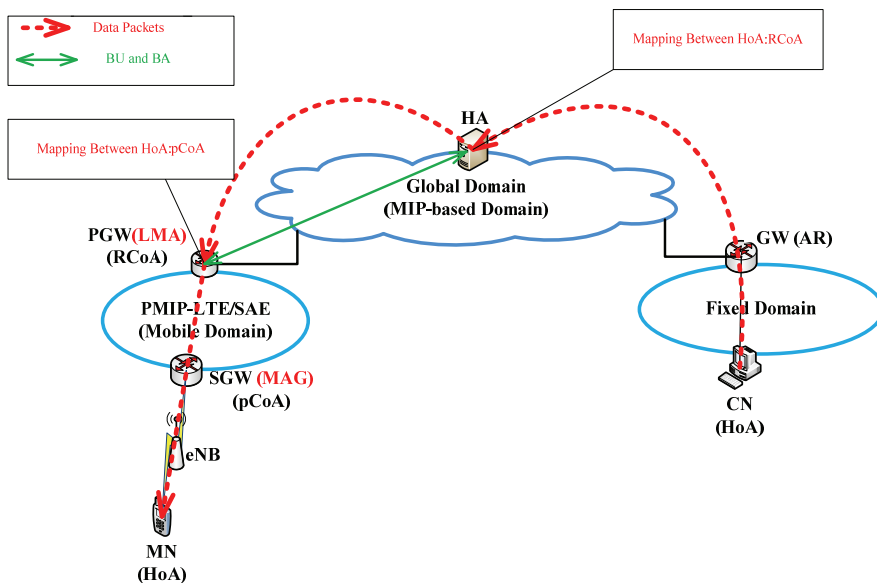 Data Packets
BU and BA
Mapping Between HoA:RCoA
Mapping Between HoA:pCoA
HA
Global Domain
(MIP-based Domain)
PGW(LMA)
(RCoA)
GW (AR)
PMIP-LTE/SAE
(Mobile Domain)
Fixed Domain
SGW (MAG)
(pCoA)
CN
(HoA)
eNB
MN
(HoA)